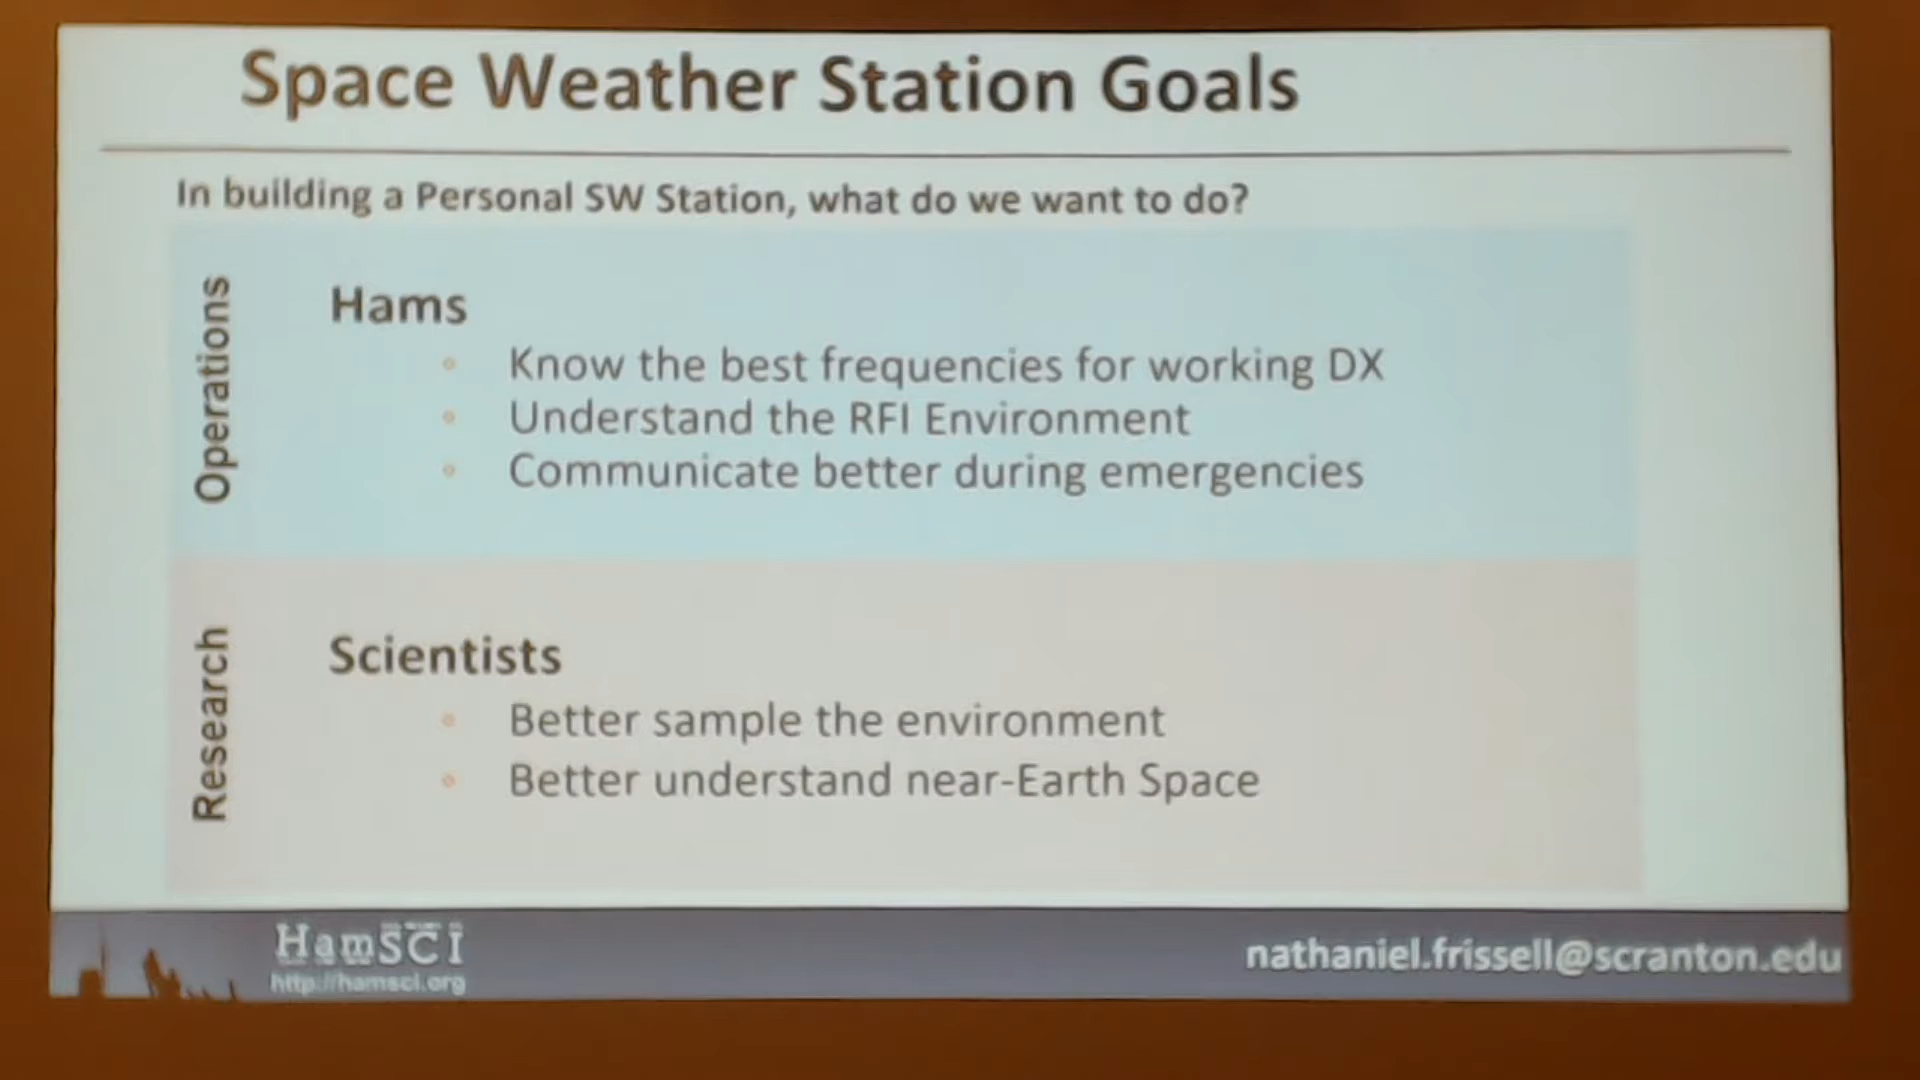 Space Weather Station Goals
In building a Personal SW Station, what do we want to do?
Operations
Hams
Know the best frequencies for working DX
Understand the RFI Environment
Communicate better during emergencies
Research
Scientists
Better sample the environment
Better understand near-Earth Space
HamSCI
http://hamsci.org
nathaniel.frissell@scranton.edu